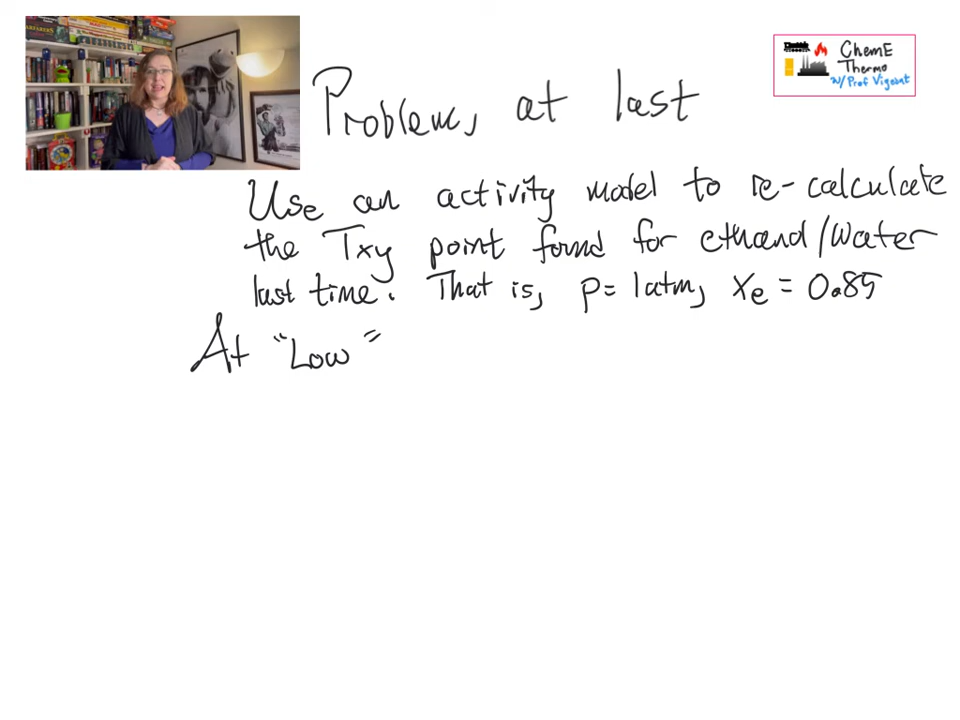 Problem, at last
ChemE
Thermo
w/ Prof Vigeant
Use an activity model to re-calculate
the Txy point found for ethanol/water
last time. That is, p = 1atm, xe = 0.85
At "Low"